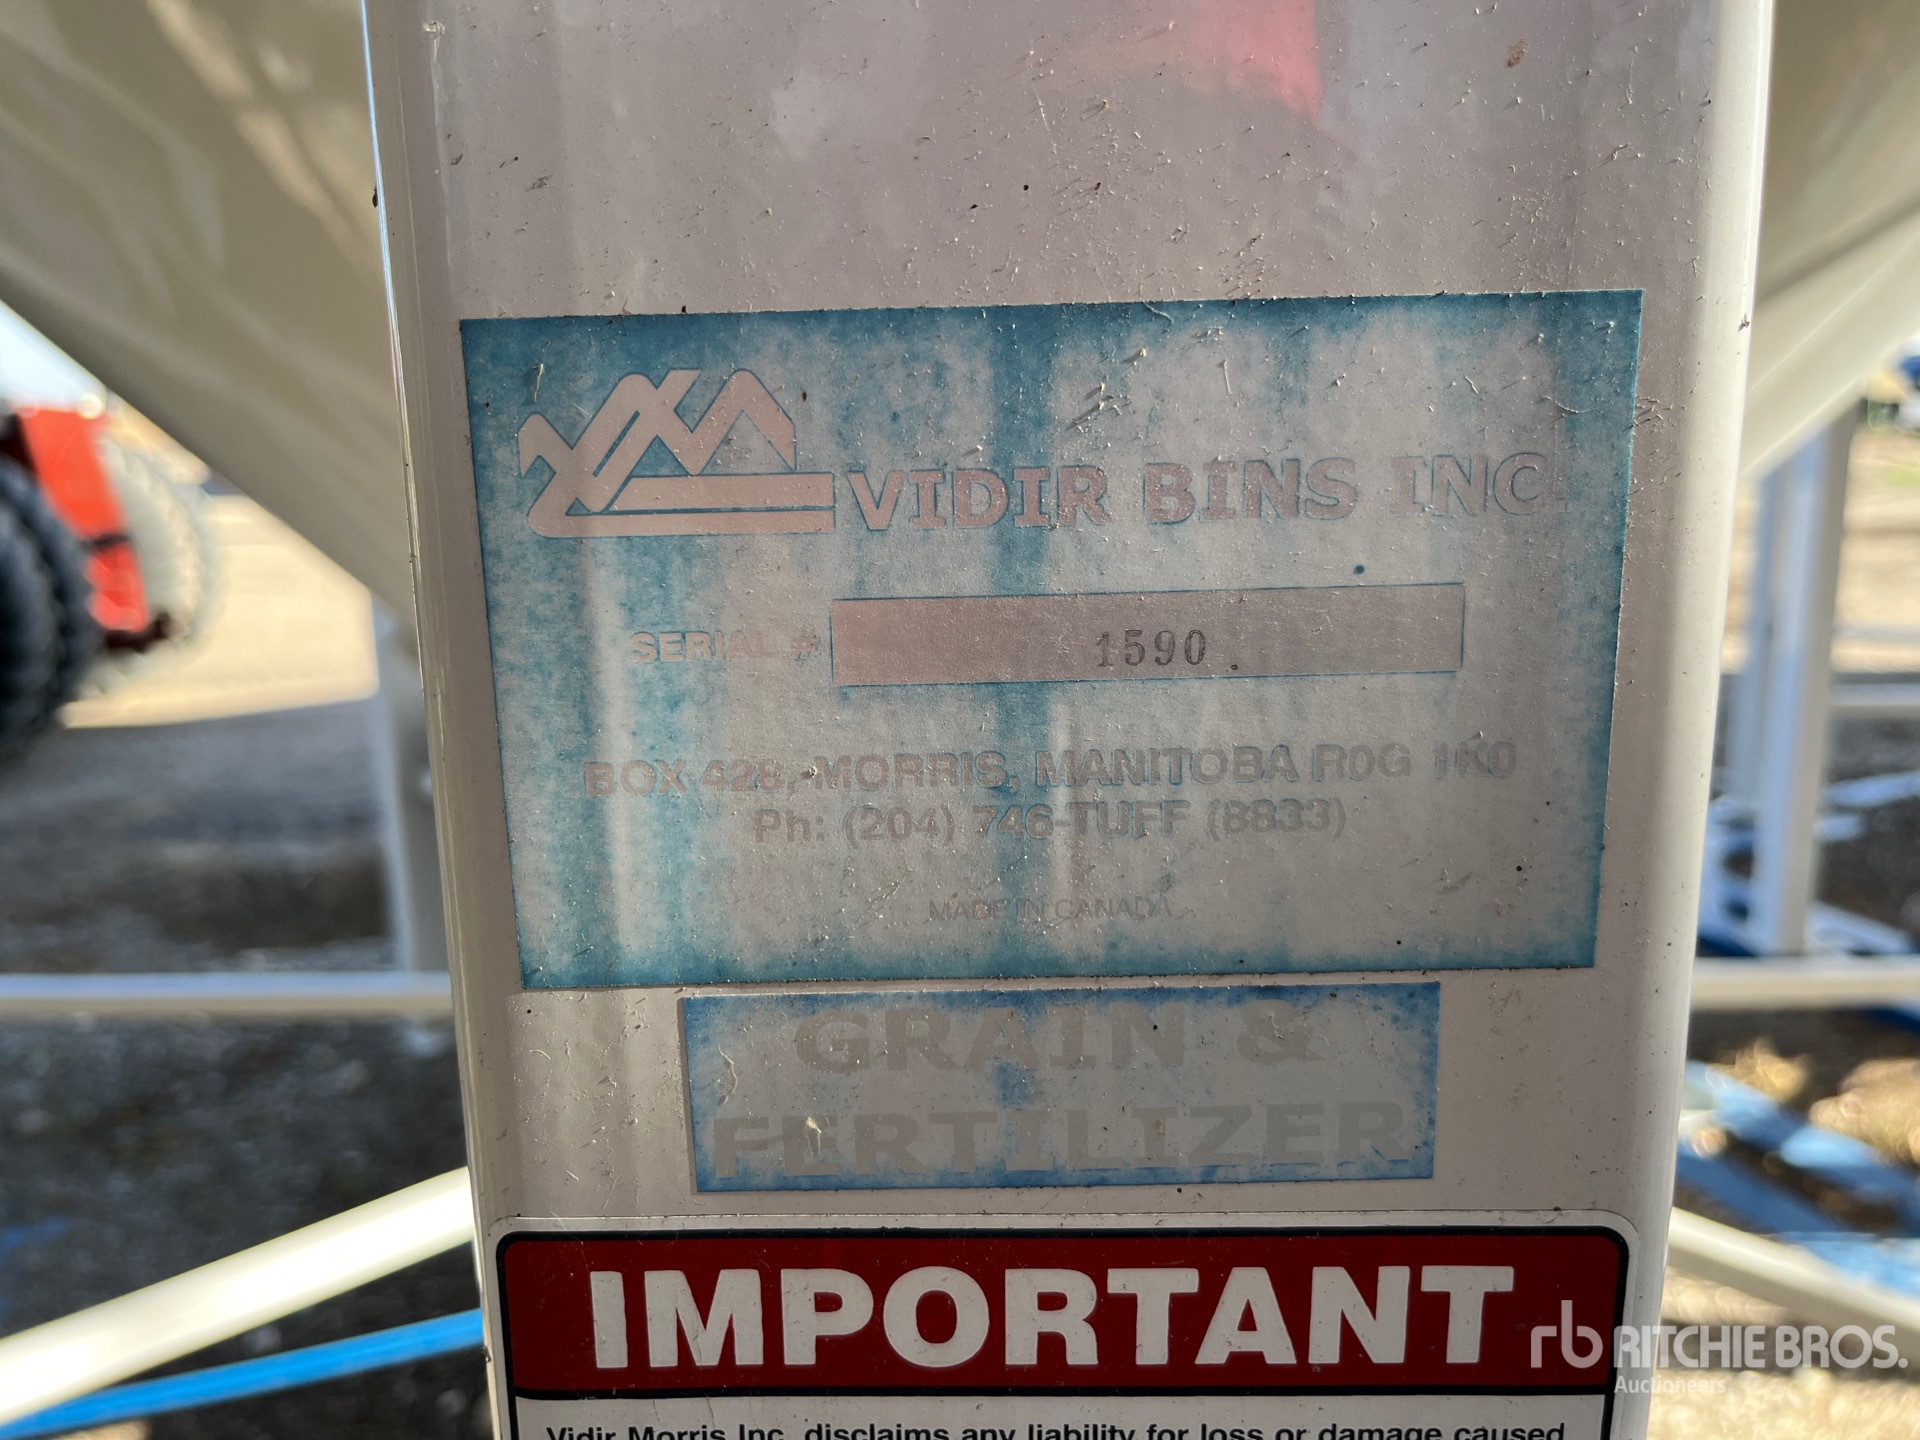 VIDIR BINS INC.
SERIAL # 1590
BOX 428, MORRIS, MANITOBA R0G 1K0
Ph: (204) 746-TUFF (8833)
MADE IN CANADA
GRAIN &
FERTILIZER
IMPORTANT
Vidir Morris Inc. disclaims any liability for loss or damage caused
rb RITCHIE BROS.
Auctioneers